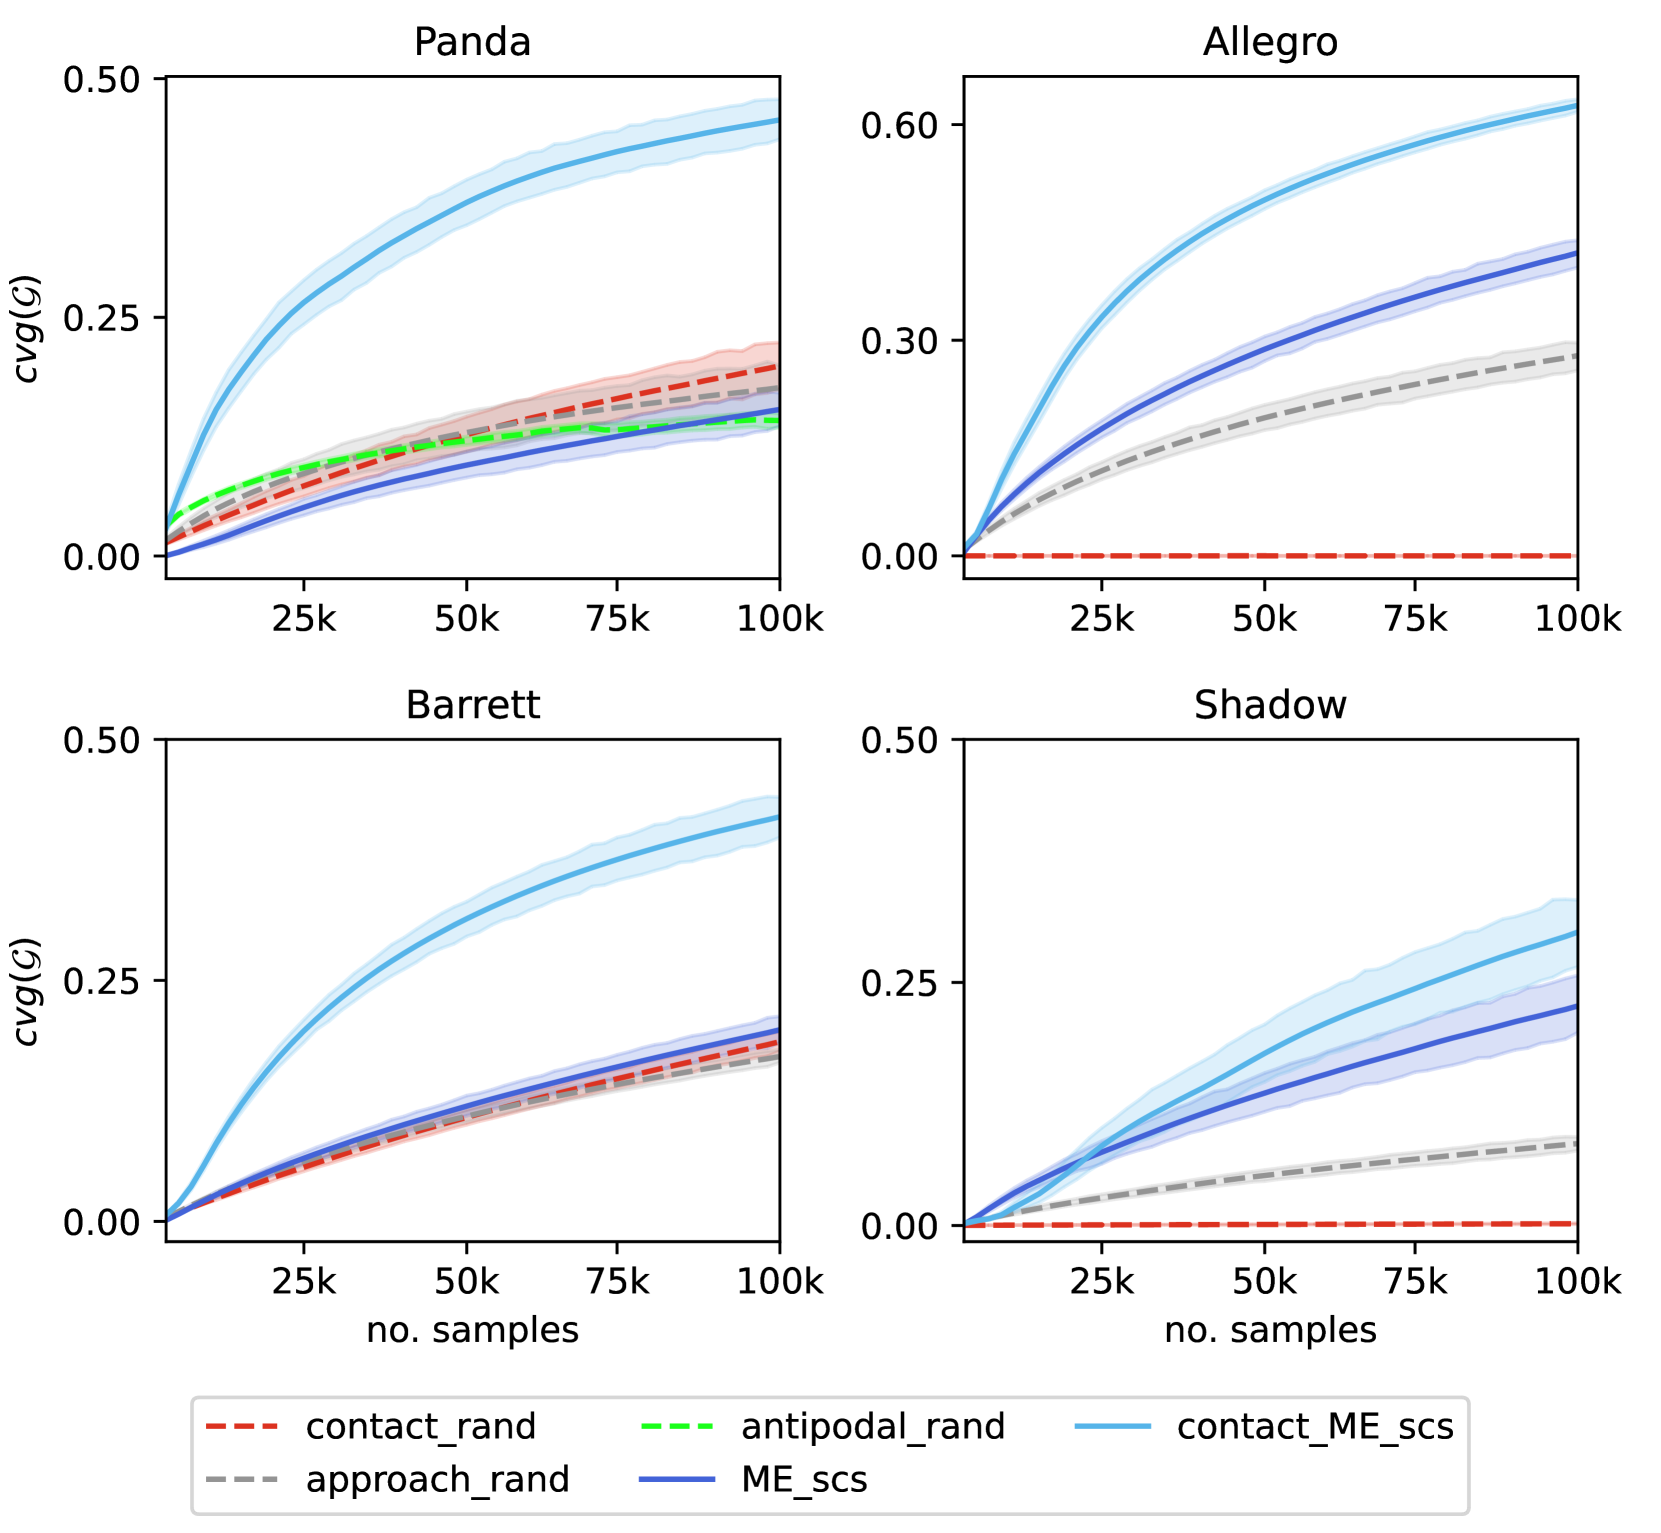 Panda
Allegro
0.50
0.25
0.00
cvg(𝒢)
25k 50k 75k 100k
0.60
0.30
0.00
25k 50k 75k 100k
Barrett
Shadow
0.50
0.25
0.00
cvg(𝒢)
25k 50k 75k 100k
no. samples
0.50
0.25
0.00
25k 50k 75k 100k
no. samples
contact_rand
approach_rand
antipodal_rand
ME_scs
contact_ME_scs